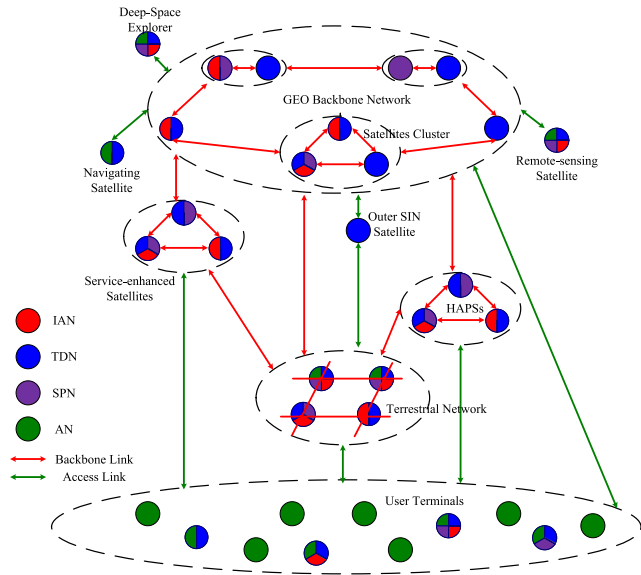 Deep-Space
Explorer
GEO Backbone Network
Satellites Cluster
Navigating
Satellite
Remote-sensing
Satellite
Outer SIN
Satellite
Service-enhanced
Satellites
HAPSs
IAN
TDN
SPN
AN
Terrestrial Network
Backbone Link
Access Link
User Terminals